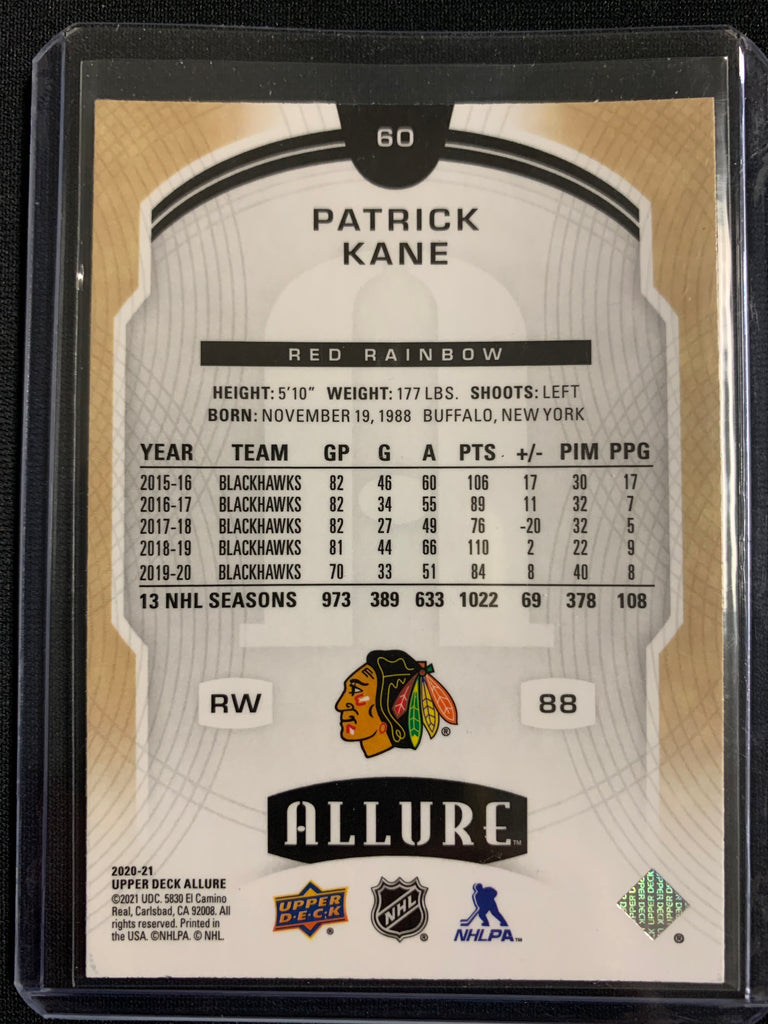 60
PATRICK
KANE
RED RAINBOW
HEIGHT: 5'10" WEIGHT: 177 LBS. SHOOTS: LEFT
BORN: NOVEMBER 19, 1988 BUFFALO, NEW YORK
YEAR TEAM GP G A PTS +/- PIM PPG
2015-16 BLACKHAWKS 82 46 60 106 17 30 17
2016-17 BLACKHAWKS 82 34 55 89 11 32 7
2017-18 BLACKHAWKS 82 27 49 76 -20 32 5
2018-19 BLACKHAWKS 81 44 66 110 2 22 9
2019-20 BLACKHAWKS 70 33 51 84 8 40 8
13 NHL SEASONS 973 389 633 1022 69 378 108
RW
®
88
ALLURE™
2020-21
UPPER DECK ALLURE
©2021 UDC. 5830 El Camino
Real, Carlsbad, CA 92008. All
rights reserved. Printed in
the USA. ©NHLPA. © NHL.
UPPER
D·E·C·K
®
NHL
®
NHLPA™
UPPER DECK
UPPER DECK
®